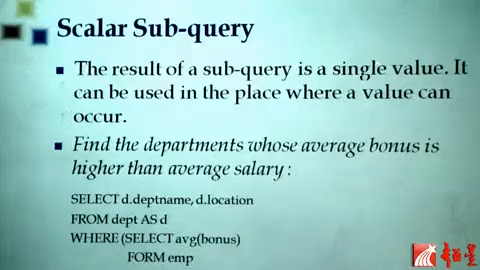 Scalar Sub-query
The result of a sub-query is a single value. It
can be used in the place where a value can
occur.
Find the departments whose average bonus is
higher than average salary :
SELECT d.deptname, d.location
FROM dept AS d
WHERE (SELECT avg(bonus)
FORM emp